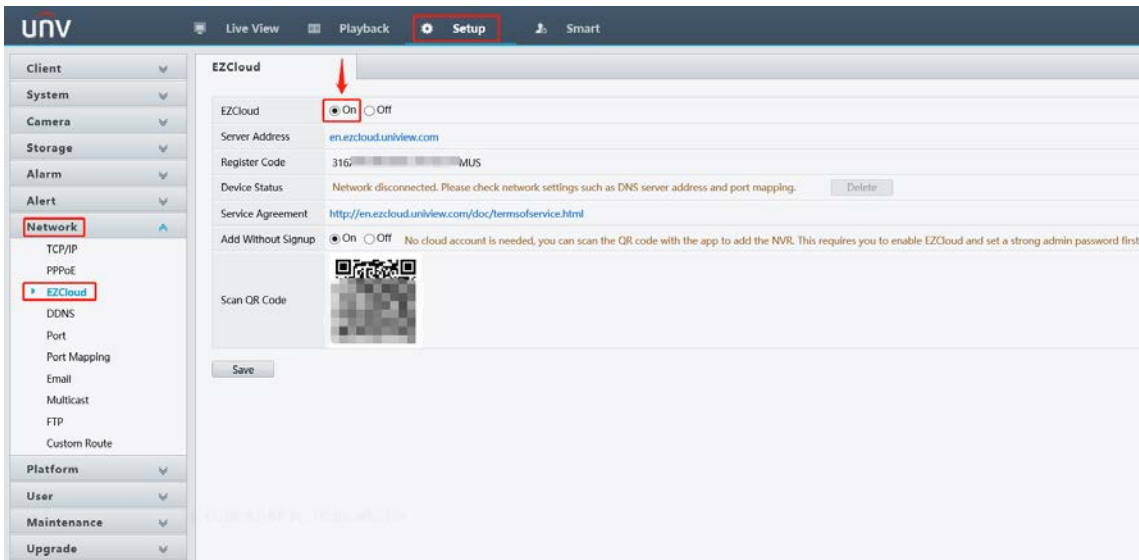 unv
Live View Playback Setup Smart
Client
System
Camera
Storage
Alarm
Alert
Network
TCP/IP
PPPoE
EZCloud
DDNS
Port
Port Mapping
Email
Multicast
FTP
Custom Route
Platform
User
Maintenance
Upgrade
EZCloud
EZCloud On Off
Server Address en.ezcloud.uniview.com
Register Code 316 MUS
Device Status Network disconnected. Please check network settings such as DNS server address and port mapping. Delete
Service Agreement http://en.ezcloud.uniview.com/doc/termsofservice.html
Add Without Signup On Off No cloud account is needed, you can scan the QR code with the app to add the NVR. This requires you to enable EZCloud and set a strong admin password first
Scan QR Code
Save